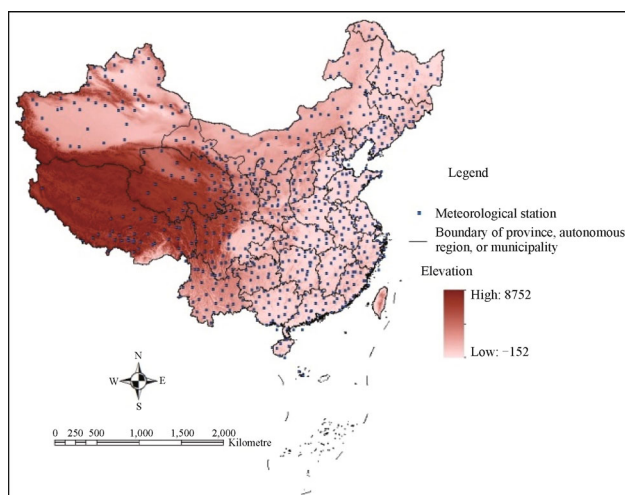 Legend
Meteorological station
Boundary of province, autonomous
region, or municipality
Elevation
High: 8752
Low: −152
N
W E
S
0 250 500 1,000 1,500 2,000
Kilometre